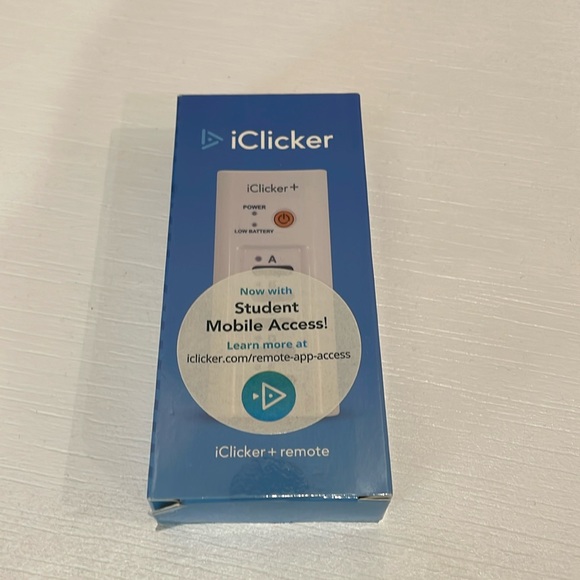 iClicker
iClicker+
POWER
LOW BATTERY
A
Now with
Student
Mobile Access!
Learn more at
iclicker.com/remote-app-access
iClicker+ remote